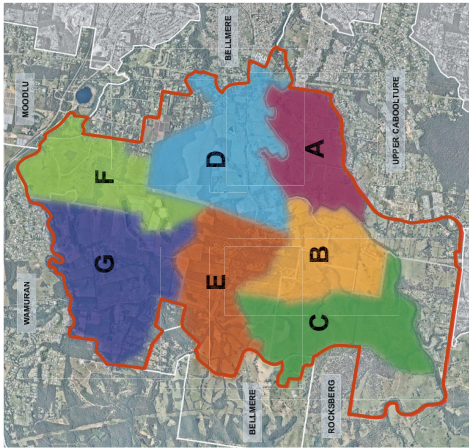 WAMURAN
MOODLU
G
F
E
D
BELLMERE
BELLMERE
B
A
C
ROCKSBERG
UPPER CABOOLTURE